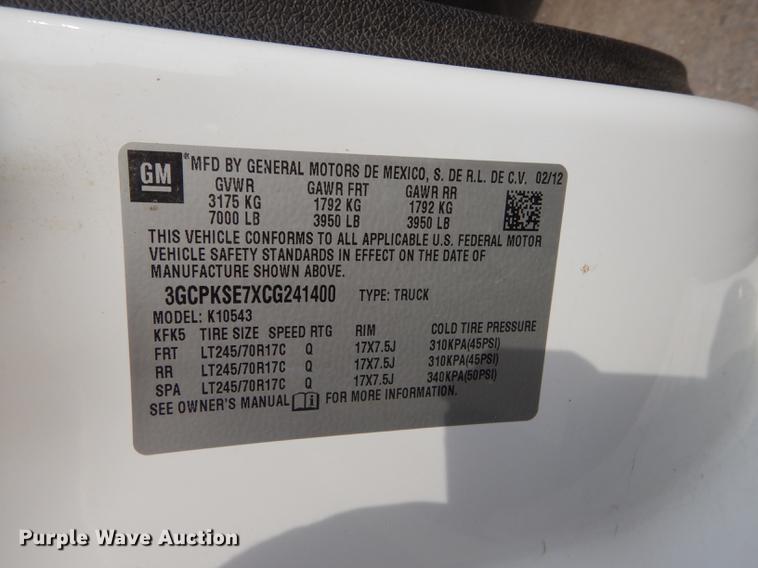 GM MFD BY GENERAL MOTORS DE MEXICO, S. DE R.L. DE C.V. 02/12
GVWR GAWR FRT GAWR RR
3175 KG 1792 KG 1792 KG
7000 LB 3950 LB 3950 LB
THIS VEHICLE CONFORMS TO ALL APPLICABLE U.S. FEDERAL MOTOR
VEHICLE SAFETY STANDARDS IN EFFECT ON THE DATE OF
MANUFACTURE SHOWN ABOVE.
3GCPKSE7XCG241400 TYPE: TRUCK
MODEL: K10543
KFK5 TIRE SIZE SPEED RTG RIM COLD TIRE PRESSURE
FRT LT245/70R17C Q 17X7.5J 310KPA(45PSI)
RR LT245/70R17C Q 17X7.5J 310KPA(45PSI)
SPA LT245/70R17C Q 17X7.5J 340KPA(50PSI)
SEE OWNER'S MANUAL i FOR MORE INFORMATION.
Purple Wave Auction